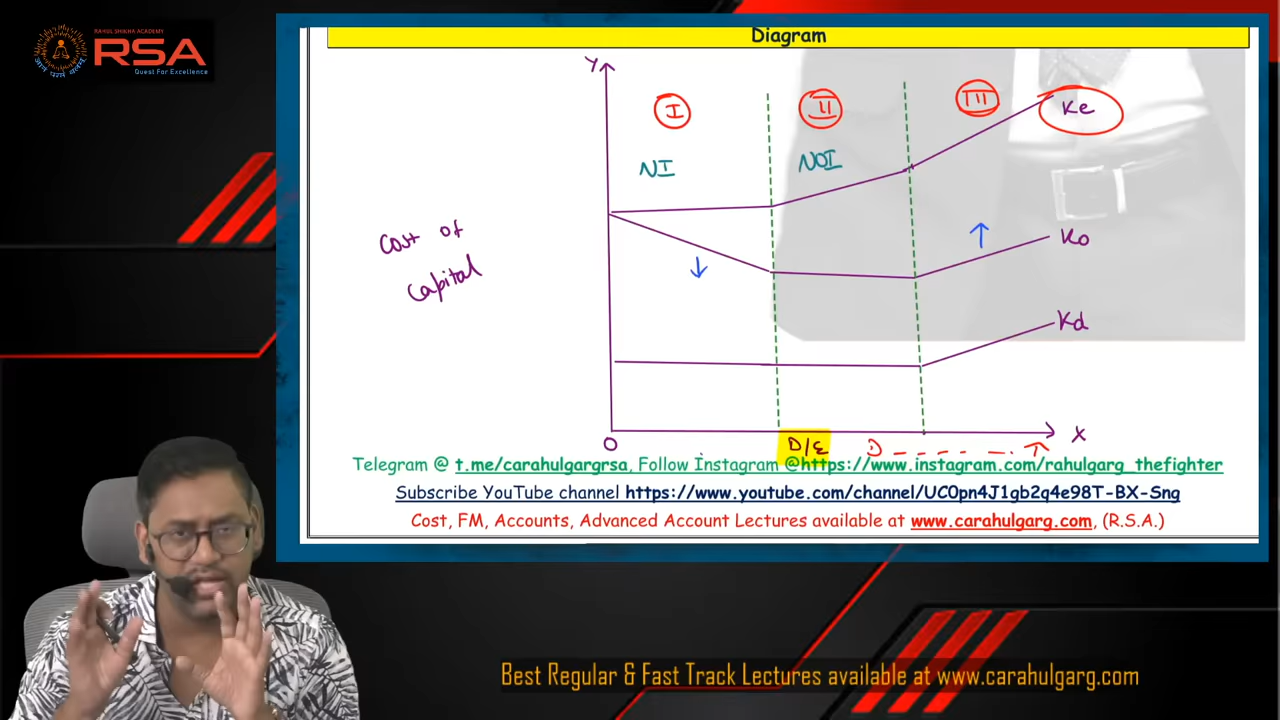 RAHUL SHIKHA ACADEMY
RSA
Quest For Excellence
Diagram
Y
I
II
III
Ke
NI
NOI
Cost of
Capital
↓
↑
Ko
Kd
O
D/E
D - - - - - - - ↑
X
Telegram @ t.me/carahulgargrsa, Follow Instagram @https://www.instagram.com/rahulgarg_thefighter
Subscribe YouTube channel https://www.youtube.com/channel/UC0pn4J1gb2q4e98T-BX-Sng
Cost, FM, Accounts, Advanced Account Lectures available at www.carahulgarg.com, (R.S.A.)
Best Regular & Fast Track Lectures available at www.carahulgarg.com